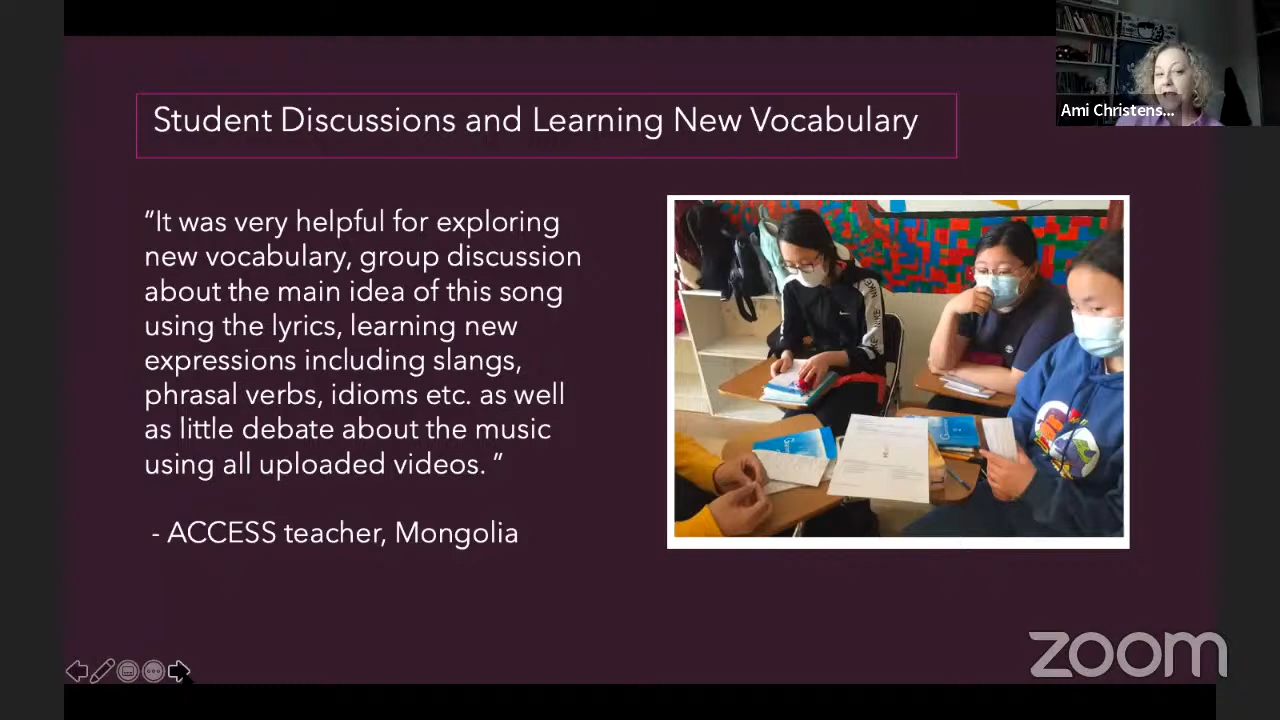 Student Discussions and Learning New Vocabulary
Ami Christens...
“It was very helpful for exploring
new vocabulary, group discussion
about the main idea of this song
using the lyrics, learning new
expressions including slangs,
phrasal verbs, idioms etc. as well
as little debate about the music
using all uploaded videos. ”
- ACCESS teacher, Mongolia
NIKE
zoom